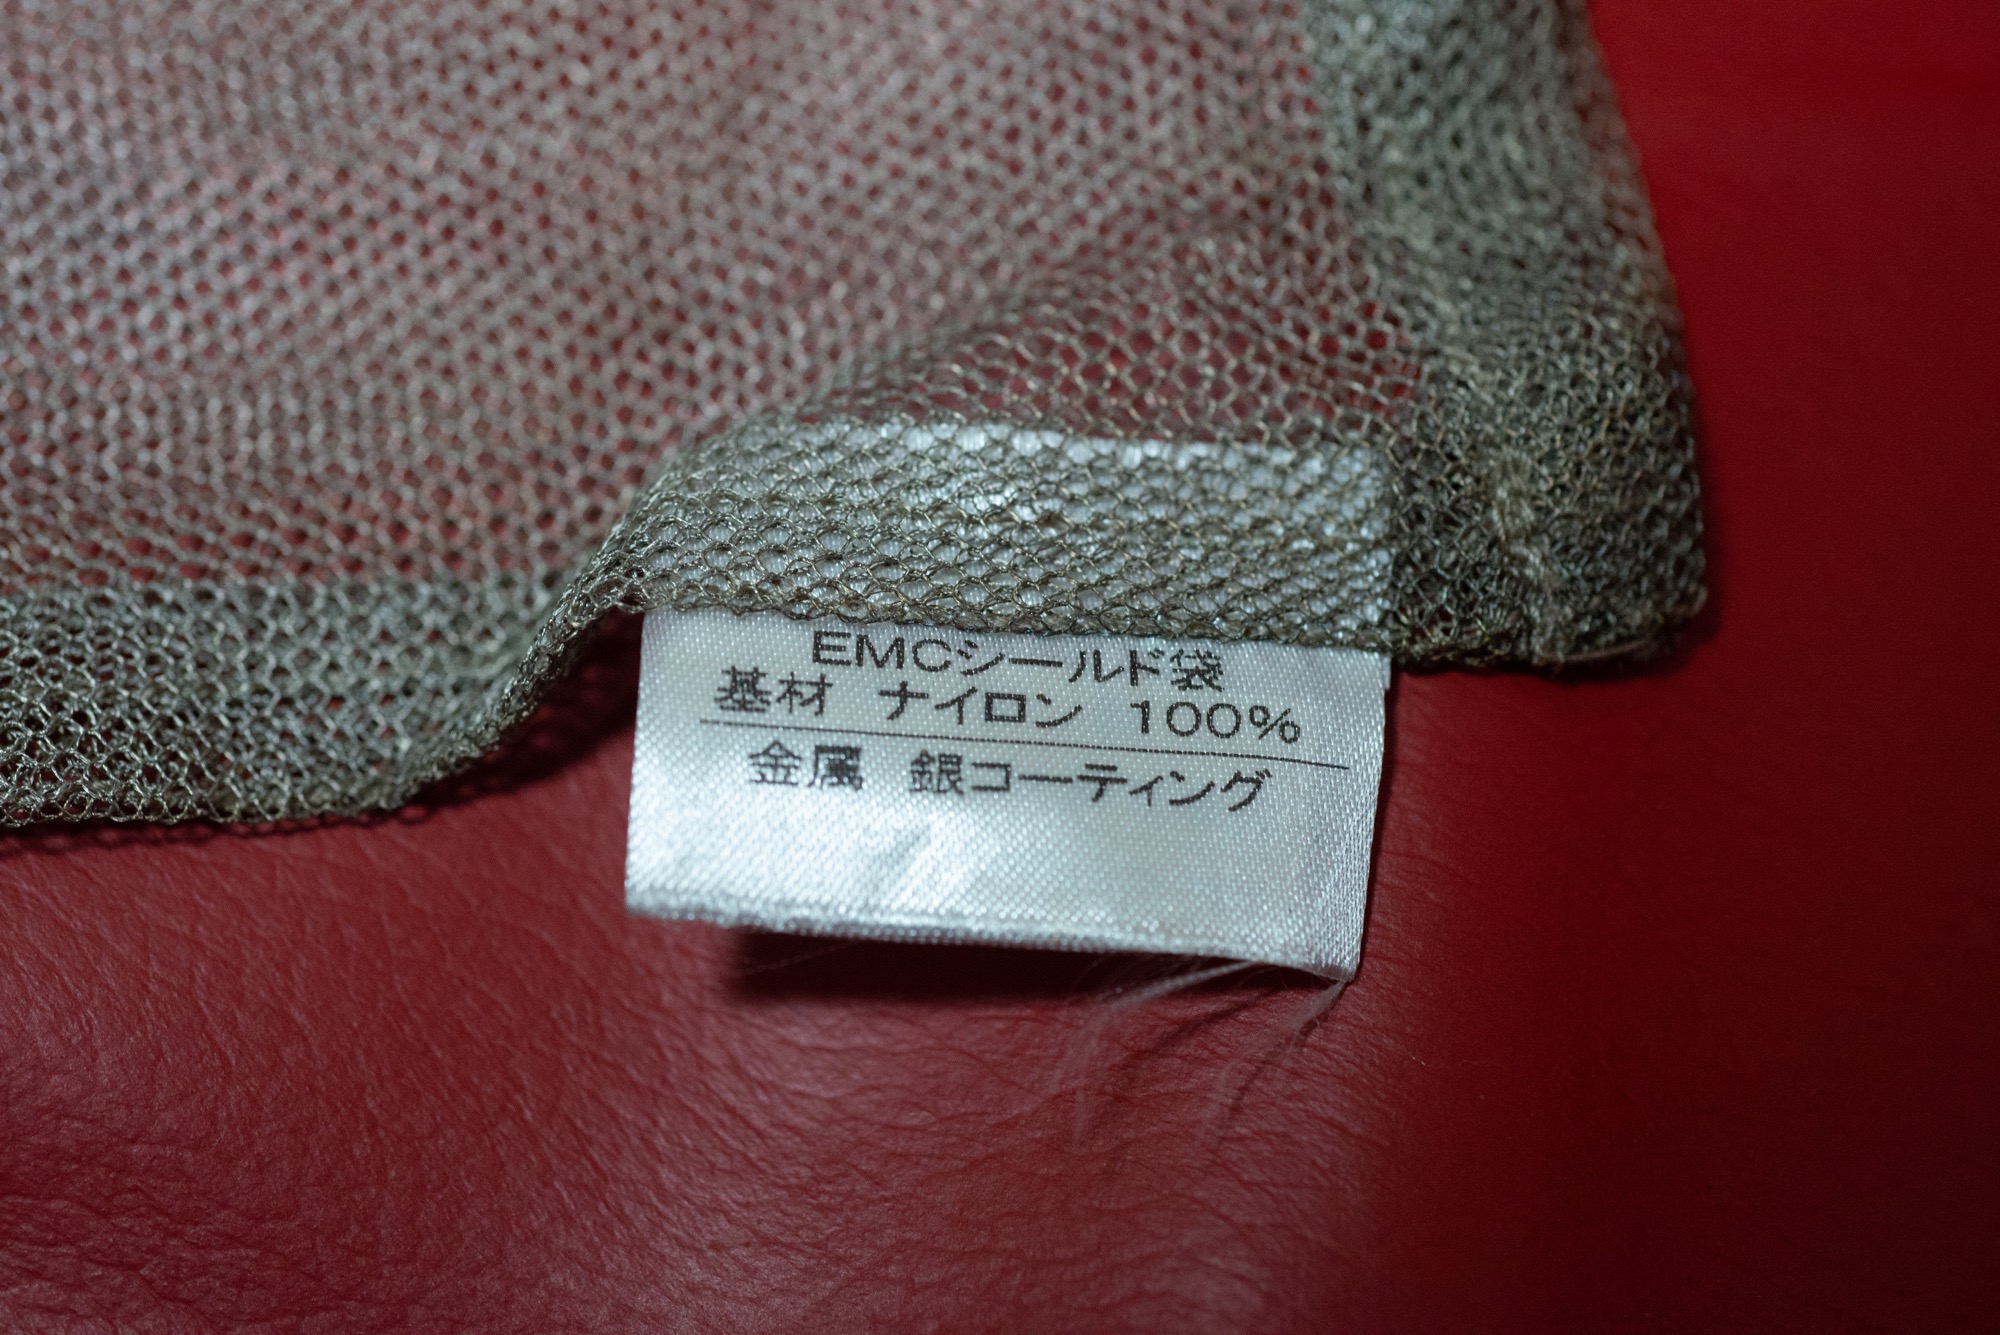 EMCシールド袋
基材 ナイロン 100%
金属 銀コーティング